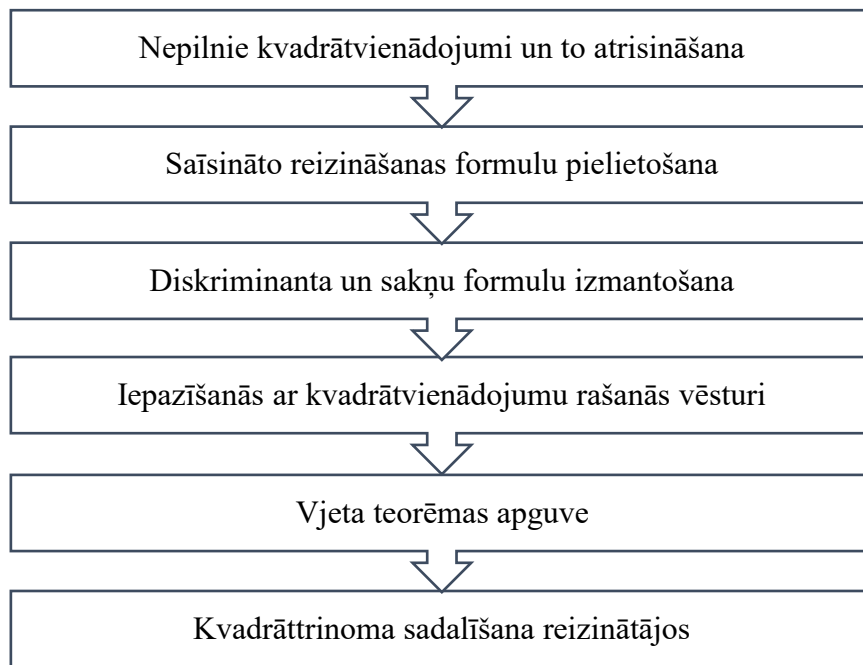 Nepilnie kvadrātvienādojumi un to atrisināšana
Saīsināto reizināšanas formulu pielietošana
Diskriminanta un sakņu formulu izmantošana
Iepazīšanās ar kvadrātvienādojumu rašanās vēsturi
Vjeta teorēmas apguve
Kvadrāttrinoma sadalīšana reizinātājos